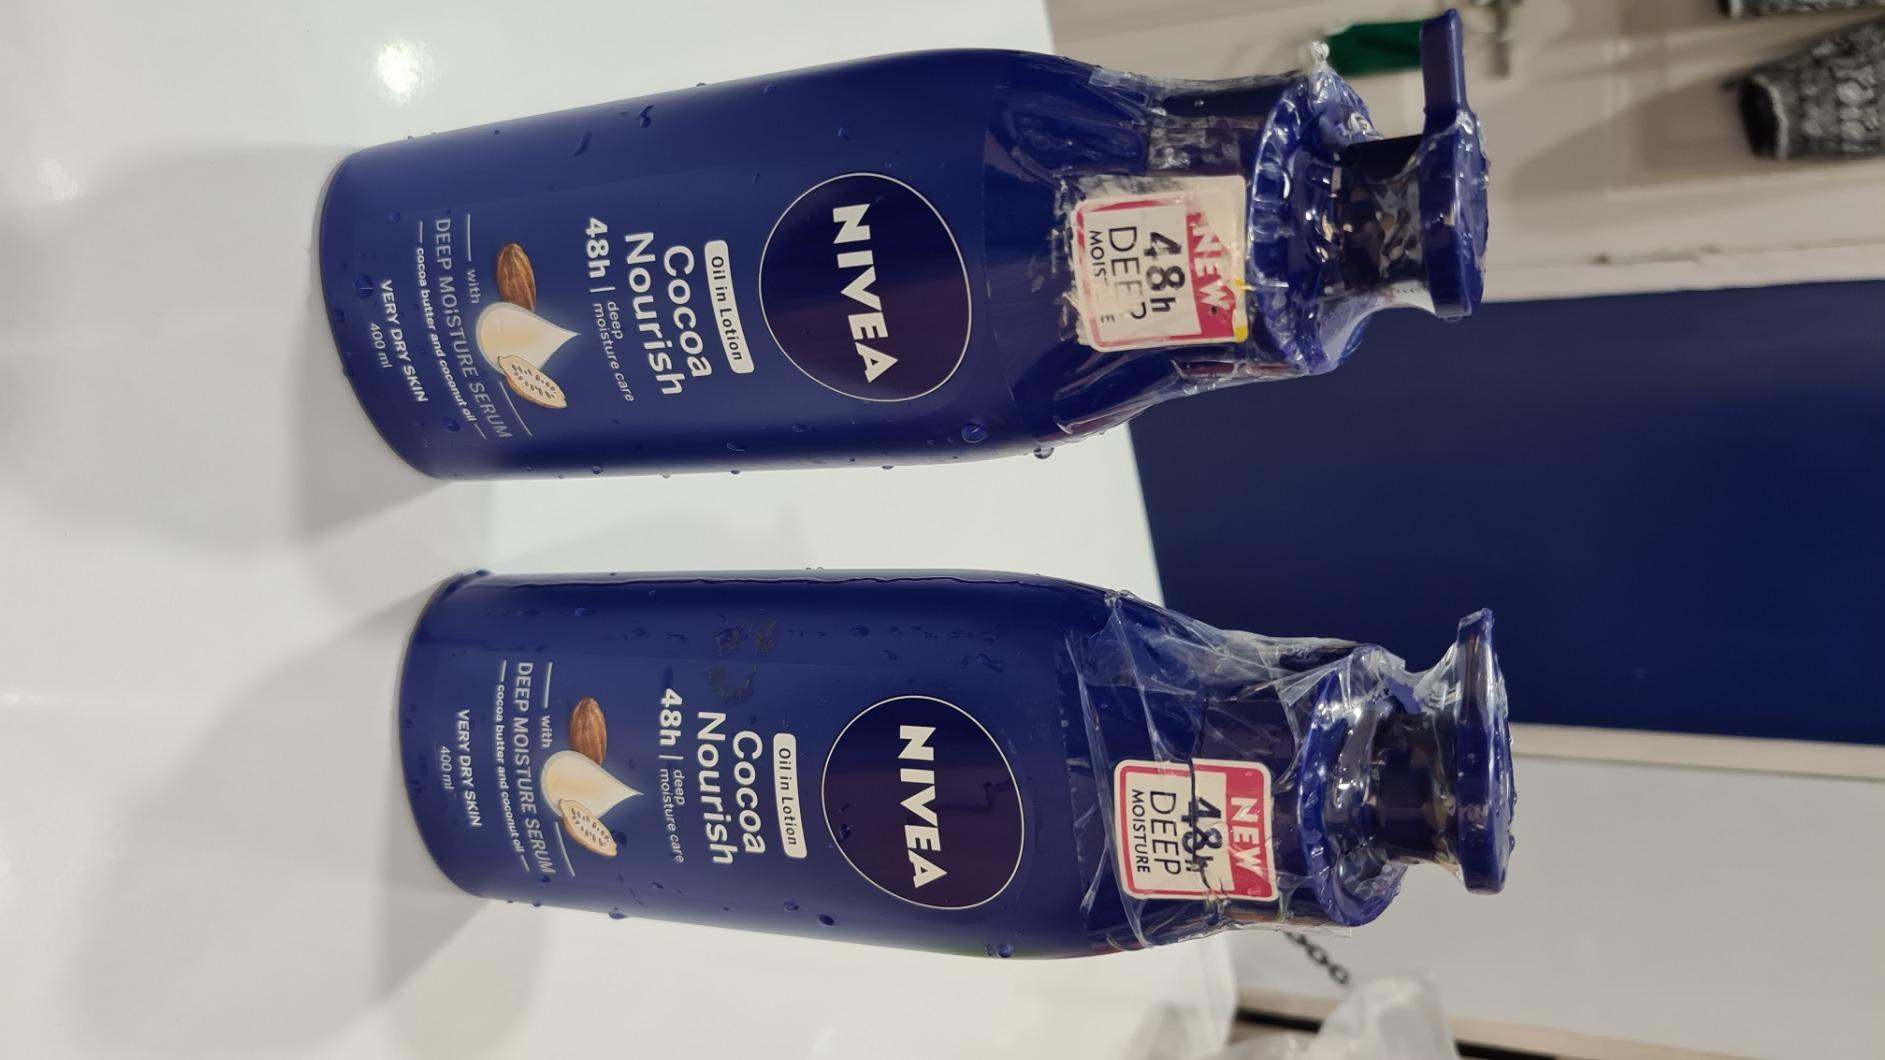 NEW
48h
DEEP
MOISTURE
NIVEA
Oil in Lotion
Cocoa
Nourish
48h | deep
moisture care
with
DEEP MOISTURE SERUM
cocoa butter and coconut oil
VERY DRY SKIN
400 ml
NEW
48h
DEEP
NIVEA
Oil in Lotion
Cocoa
Nourish
48h | deep
moisture care
with
DEEP MOISTURE SERUM
cocoa butter and coconut oil
VERY DRY SKIN
400 ml